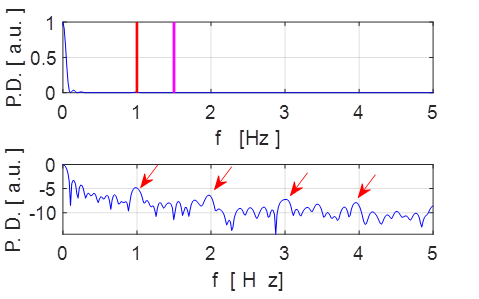 P.D. [ a.u. ]
1
0.5
0
0 1 2 3 4 5
f [Hz ]
P. D. [ a.u. ]
0
-5
-10
0 1 2 3 4 5
f [ H z]